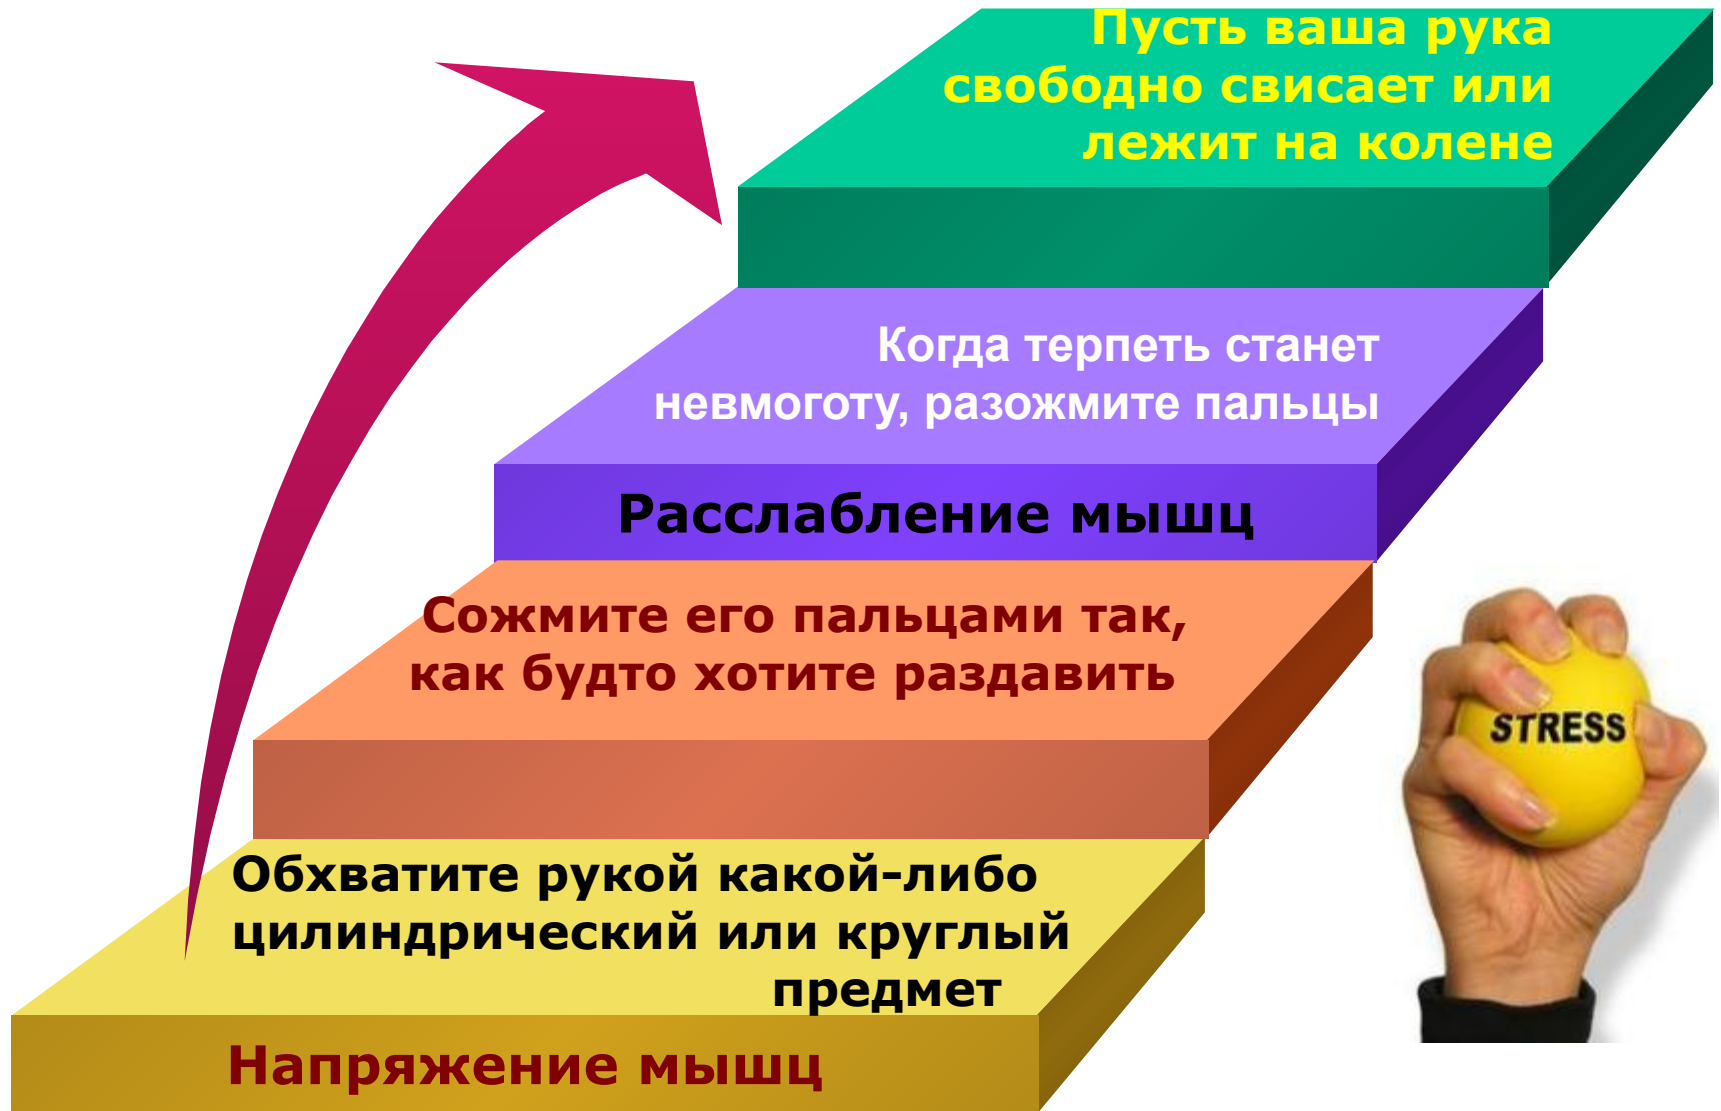 Пусть ваша рука
свободно свисает или
лежит на колене
Когда терпеть станет
невмоготу, разожмите пальцы
Расслабление мышц
Сожмите его пальцами так,
как будто хотите раздавить
STRESS
Обхватите рукой какой-либо
цилиндрический или круглый
предмет
Напряжение мышц